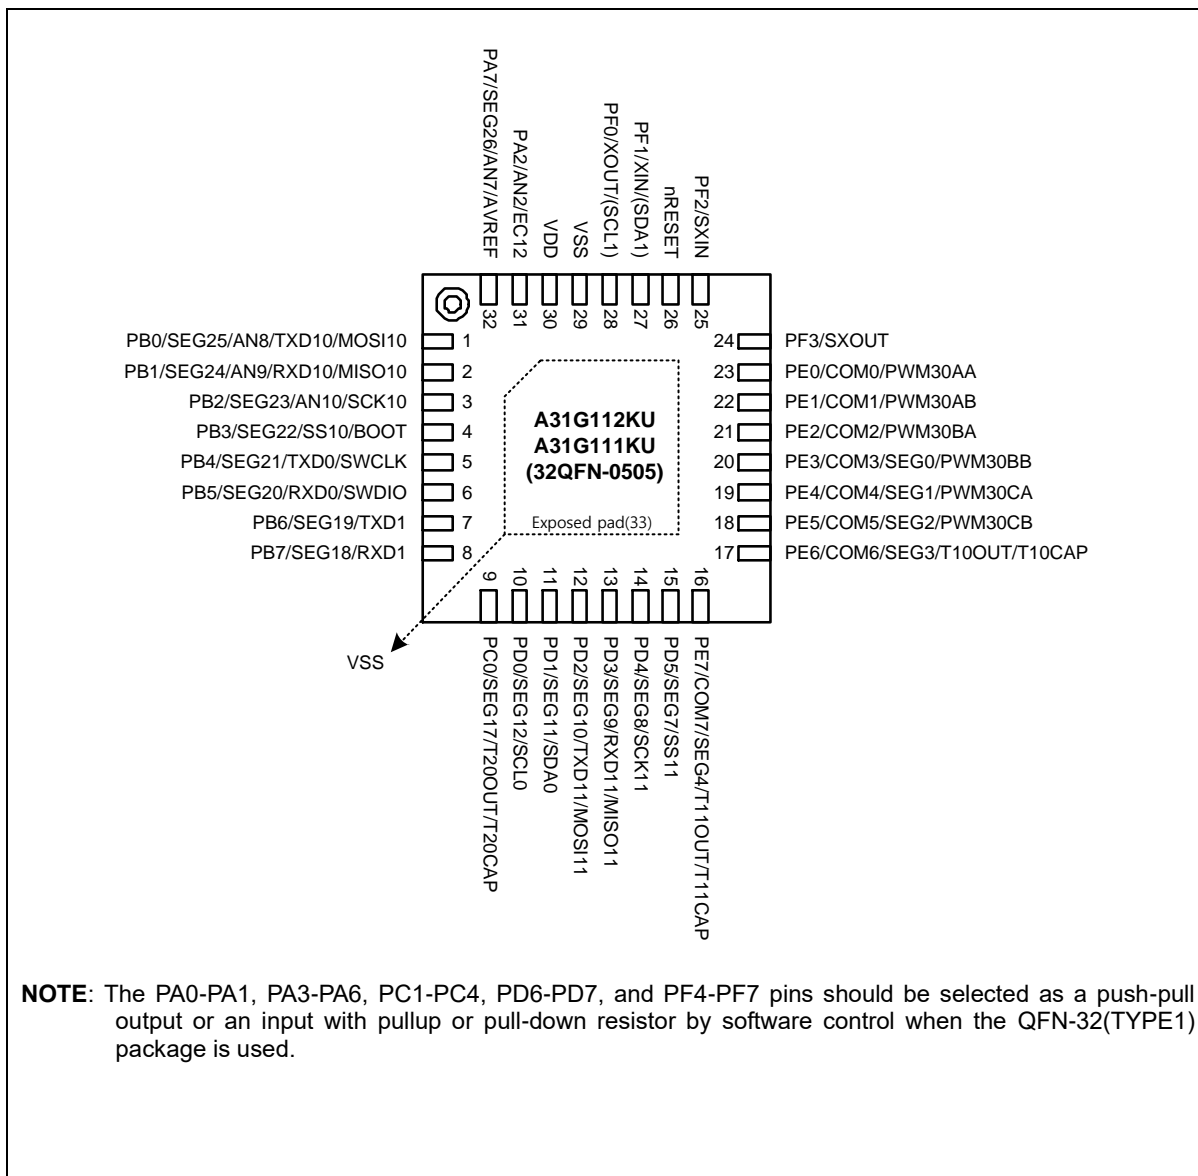 PA7/SEG26/AN7/AVREF
PA2/AN2/EC12
VDD
VSS
PF0/XOUT/(SCL1)
PF1/XIN/(SDA1)
nRESET
PF2/SXIN
32
31
30
29
28
27
26
25
PB0/SEG25/AN8/TXD10/MOSI10 1
PB1/SEG24/AN9/RXD10/MISO10 2
PB2/SEG23/AN10/SCK10 3
PB3/SEG22/SS10/BOOT 4
PB4/SEG21/TXD0/SWCLK 5
PB5/SEG20/RXD0/SWDIO 6
PB6/SEG19/TXD1 7
PB7/SEG18/RXD1 8
A31G112KU
A31G111KU
(32QFN-0505)
Exposed pad(33)
24 PF3/SXOUT
23 PE0/COM0/PWM30AA
22 PE1/COM1/PWM30AB
21 PE2/COM2/PWM30BA
20 PE3/COM3/SEG0/PWM30BB
19 PE4/COM4/SEG1/PWM30CA
18 PE5/COM5/SEG2/PWM30CB
17 PE6/COM6/SEG3/T10OUT/T10CAP
9
10
11
12
13
14
15
16
VSS
PC0/SEG17/T20OUT/T20CAP
PD0/SEG12/SCL0
PD1/SEG11/SDA0
PD2/SEG10/TXD11/MOSI11
PD3/SEG9/RXD11/MISO11
PD4/SEG8/SCK11
PD5/SEG7/SS11
PE7/COM7/SEG4/T11OUT/T11CAP
NOTE: The PA0-PA1, PA3-PA6, PC1-PC4, PD6-PD7, and PF4-PF7 pins should be selected as a push-pull
output or an input with pullup or pull-down resistor by software control when the QFN-32(TYPE1)
package is used.